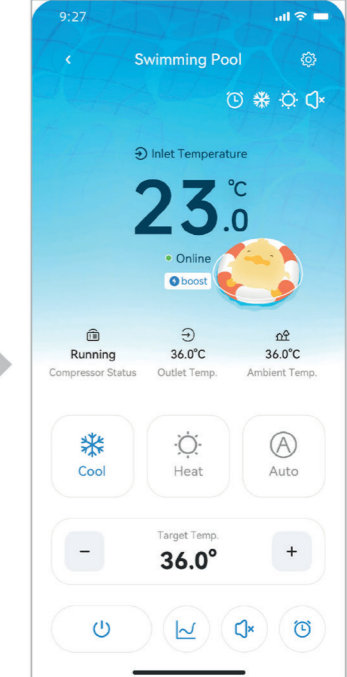 9:27
Swimming Pool
Inlet Temperature
23.0 °C
Online
boost
Running 36.0°C 36.0°C
Compressor Status Outlet Temp. Ambient Temp.
Cool Heat Auto
A
Target Temp.
− 36.0° +